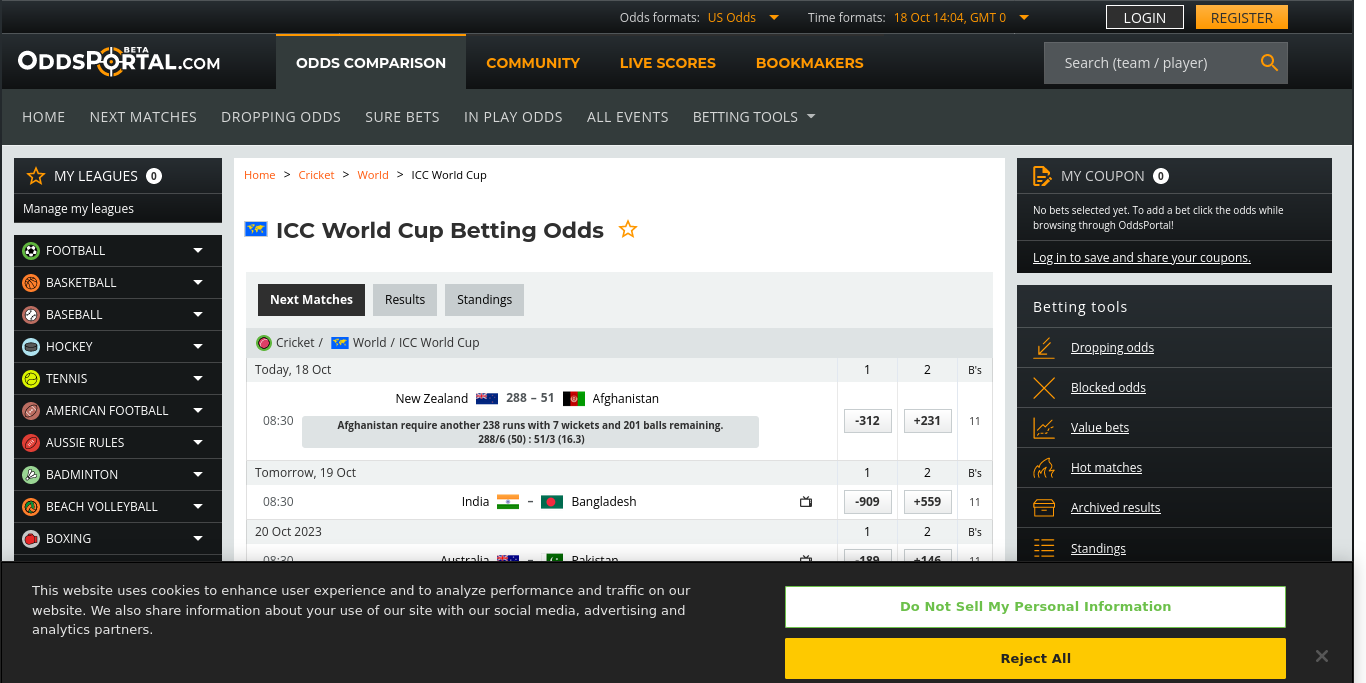 Odds formats: US Odds Time formats: 18 Oct 14:04, GMT 0 LOGIN REGISTER
ODDSPORTAL.COM BETA
ODDS COMPARISON COMMUNITY LIVE SCORES BOOKMAKERS Search (team / player)
HOME NEXT MATCHES DROPPING ODDS SURE BETS IN PLAY ODDS ALL EVENTS BETTING TOOLS
MY LEAGUES 0
Manage my leagues
FOOTBALL
BASKETBALL
BASEBALL
HOCKEY
TENNIS
AMERICAN FOOTBALL
AUSSIE RULES
BADMINTON
BEACH VOLLEYBALL
BOXING
Home > Cricket > World > ICC World Cup
ICC World Cup Betting Odds
Next Matches Results Standings
Cricket / World / ICC World Cup
Today, 18 Oct 1 2 B's
New Zealand 288 – 51 Afghanistan
08:30 -312 +231 11
Afghanistan require another 238 runs with 7 wickets and 201 balls remaining.
288/6 (50) : 51/3 (16.3)
Tomorrow, 19 Oct 1 2 B's
08:30 India – Bangladesh -909 +559 11
20 Oct 2023 1 2 B's
08:30 Australia – Pakistan -189 +146 11
MY COUPON 0
No bets selected yet. To add a bet click the odds while
browsing through OddsPortal!
Log in to save and share your coupons.
Betting tools
Dropping odds
Blocked odds
Value bets
Hot matches
Archived results
Standings
This website uses cookies to enhance user experience and to analyze performance and traffic on our
website. We also share information about your use of our site with our social media, advertising and
analytics partners.
Do Not Sell My Personal Information
Reject All